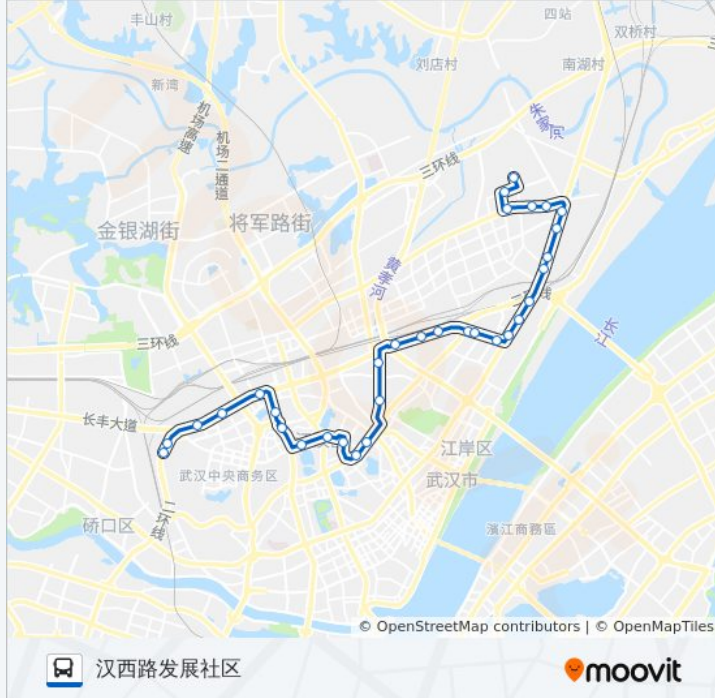 四站
丰山村
双桥村
刘店村
南湖村
新湾
机场高速
机场二通道
朱家河
三环线
金银湖街
将军路街
黄孝河
长江
三环线
长丰大道
江岸区
武汉中央商务区
武汉市
二环线
硚口区
濱江商務區
© OpenStreetMap contributors | © OpenMapTiles
汉西路发展社区
moovit